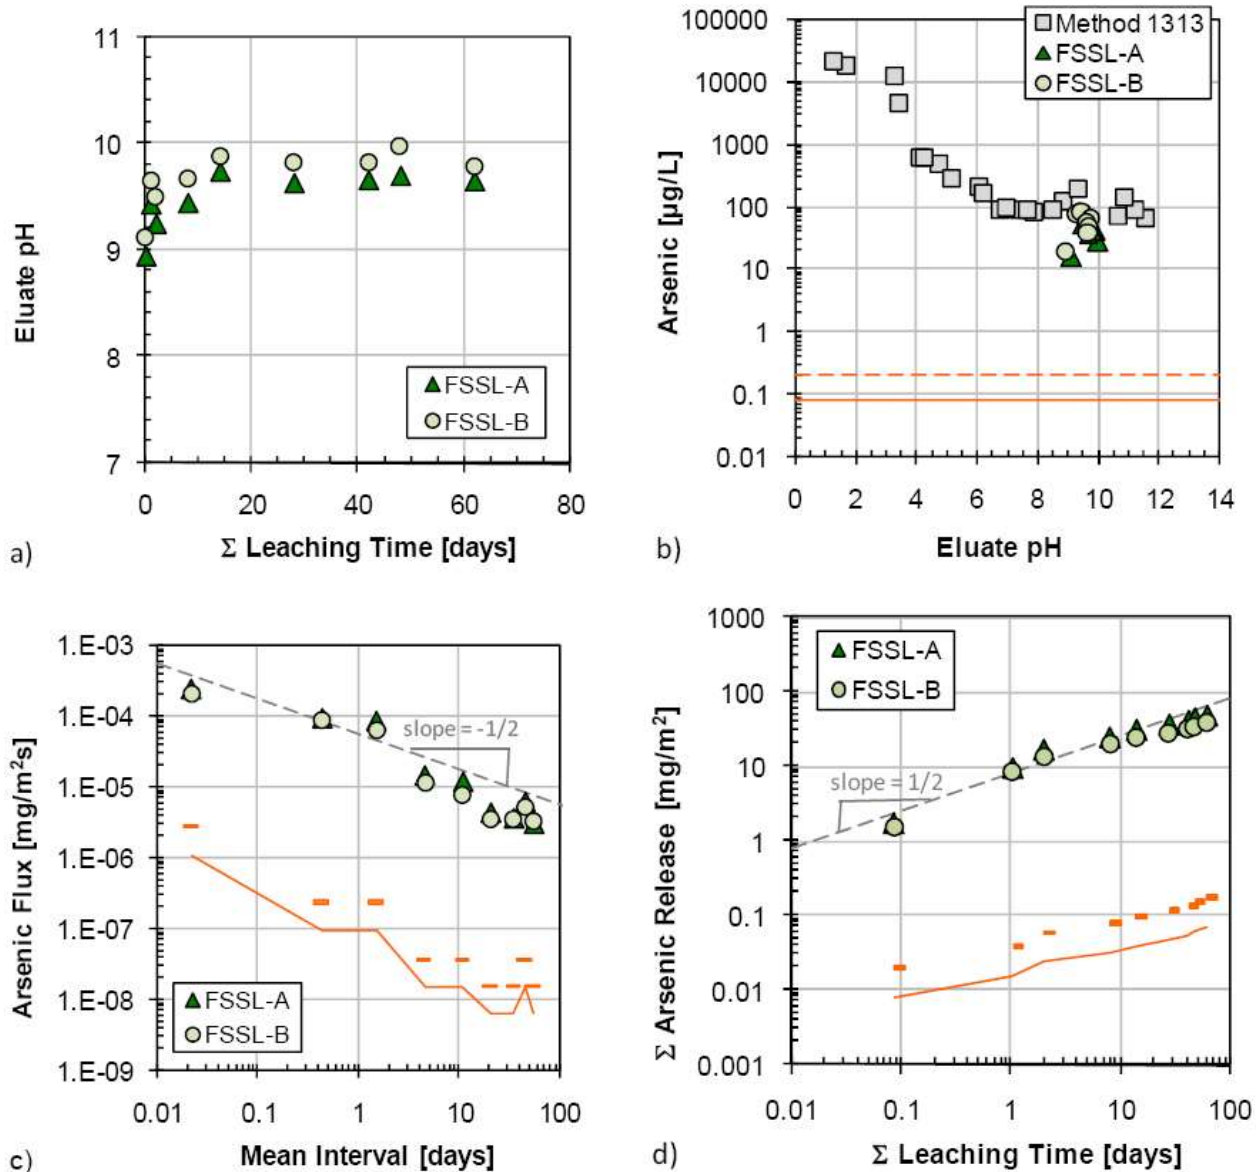 11
10
9
8
7
Eluate pH
FSSL-A
FSSL-B
0 20 40 60 80
Σ Leaching Time [days]
a)
100000
10000
1000
100
10
1
0.1
0.01
Arsenic [µg/L]
Method 1313
FSSL-A
FSSL-B
0 2 4 6 8 10 12 14
Eluate pH
b)
1.E-03
1.E-04
1.E-05
1.E-06
1.E-07
1.E-08
1.E-09
Arsenic Flux [mg/m²s]
slope = -1/2
FSSL-A
FSSL-B
0.01 0.1 1 10 100
Mean Interval [days]
c)
1000
100
10
1
0.1
0.01
0.001
Σ Arsenic Release [mg/m²]
FSSL-A
FSSL-B
slope = 1/2
0.01 0.1 1 10 100
Σ Leaching Time [days]
d)